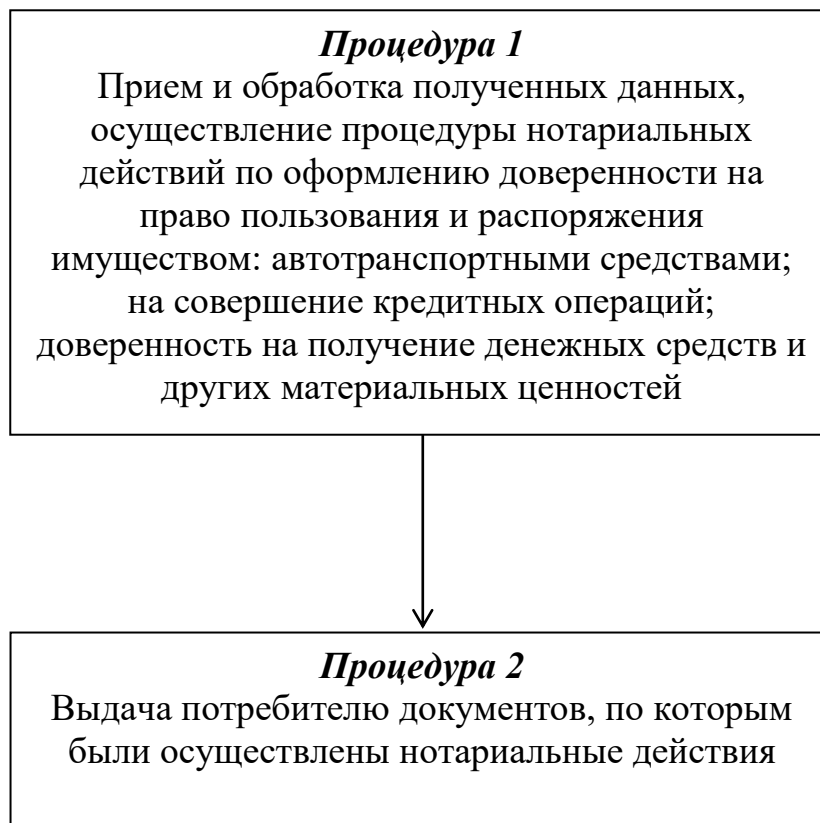 Процедура 1
Прием и обработка полученных данных,
осуществление процедуры нотариальных
действий по оформлению доверенности на
право пользования и распоряжения
имуществом: автотранспортными средствами;
на совершение кредитных операций;
доверенность на получение денежных средств и
других материальных ценностей
Процедура 2
Выдача потребителю документов, по которым
были осуществлены нотариальные действия